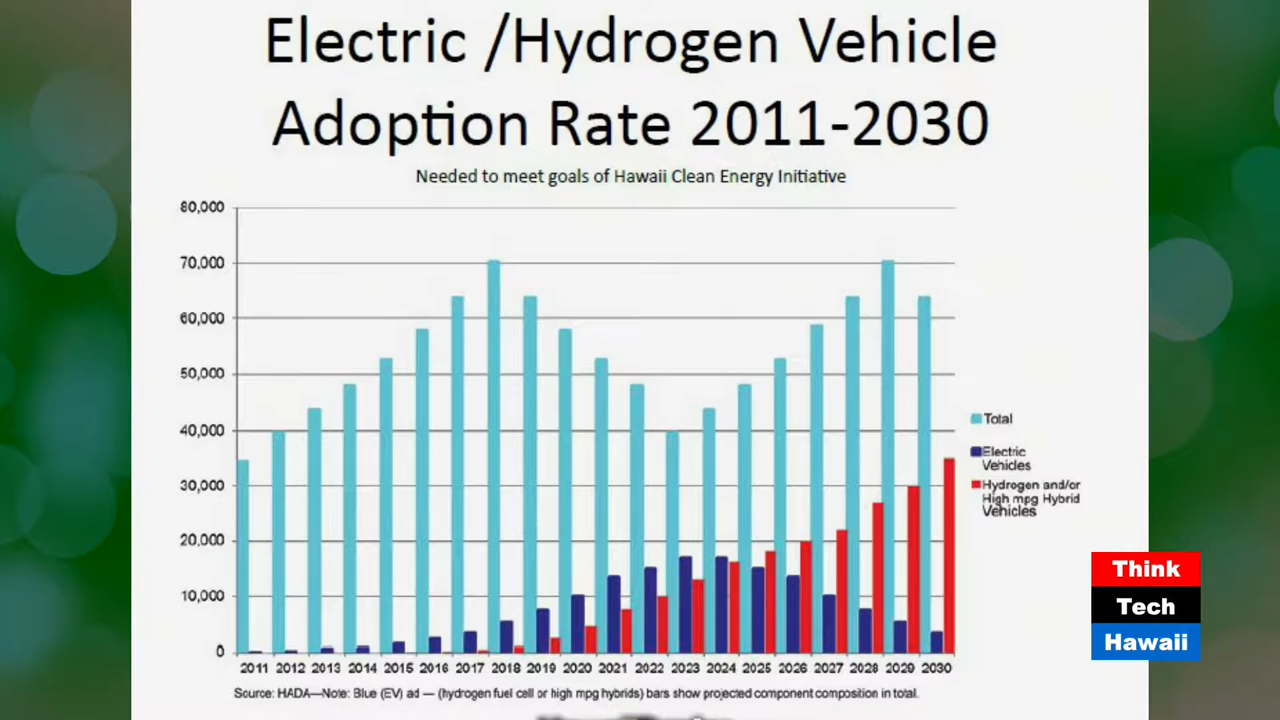 Electric /Hydrogen Vehicle
Adoption Rate 2011-2030
Needed to meet goals of Hawaii Clean Energy Initiative
80,000
70,000
60,000
50,000
40,000
30,000
20,000
10,000
0
2011 2012 2013 2014 2015 2016 2017 2018 2019 2020 2021 2022 2023 2024 2025 2026 2027 2028 2029 2030
Total
Electric
Vehicles
Hydrogen and/or
High mpg Hybrid
Vehicles
Source: HADA—Note: Blue (EV) ad — (hydrogen fuel cell or high mpg hybrids) bars show projected component composition in total.
Think
Tech
Hawaii